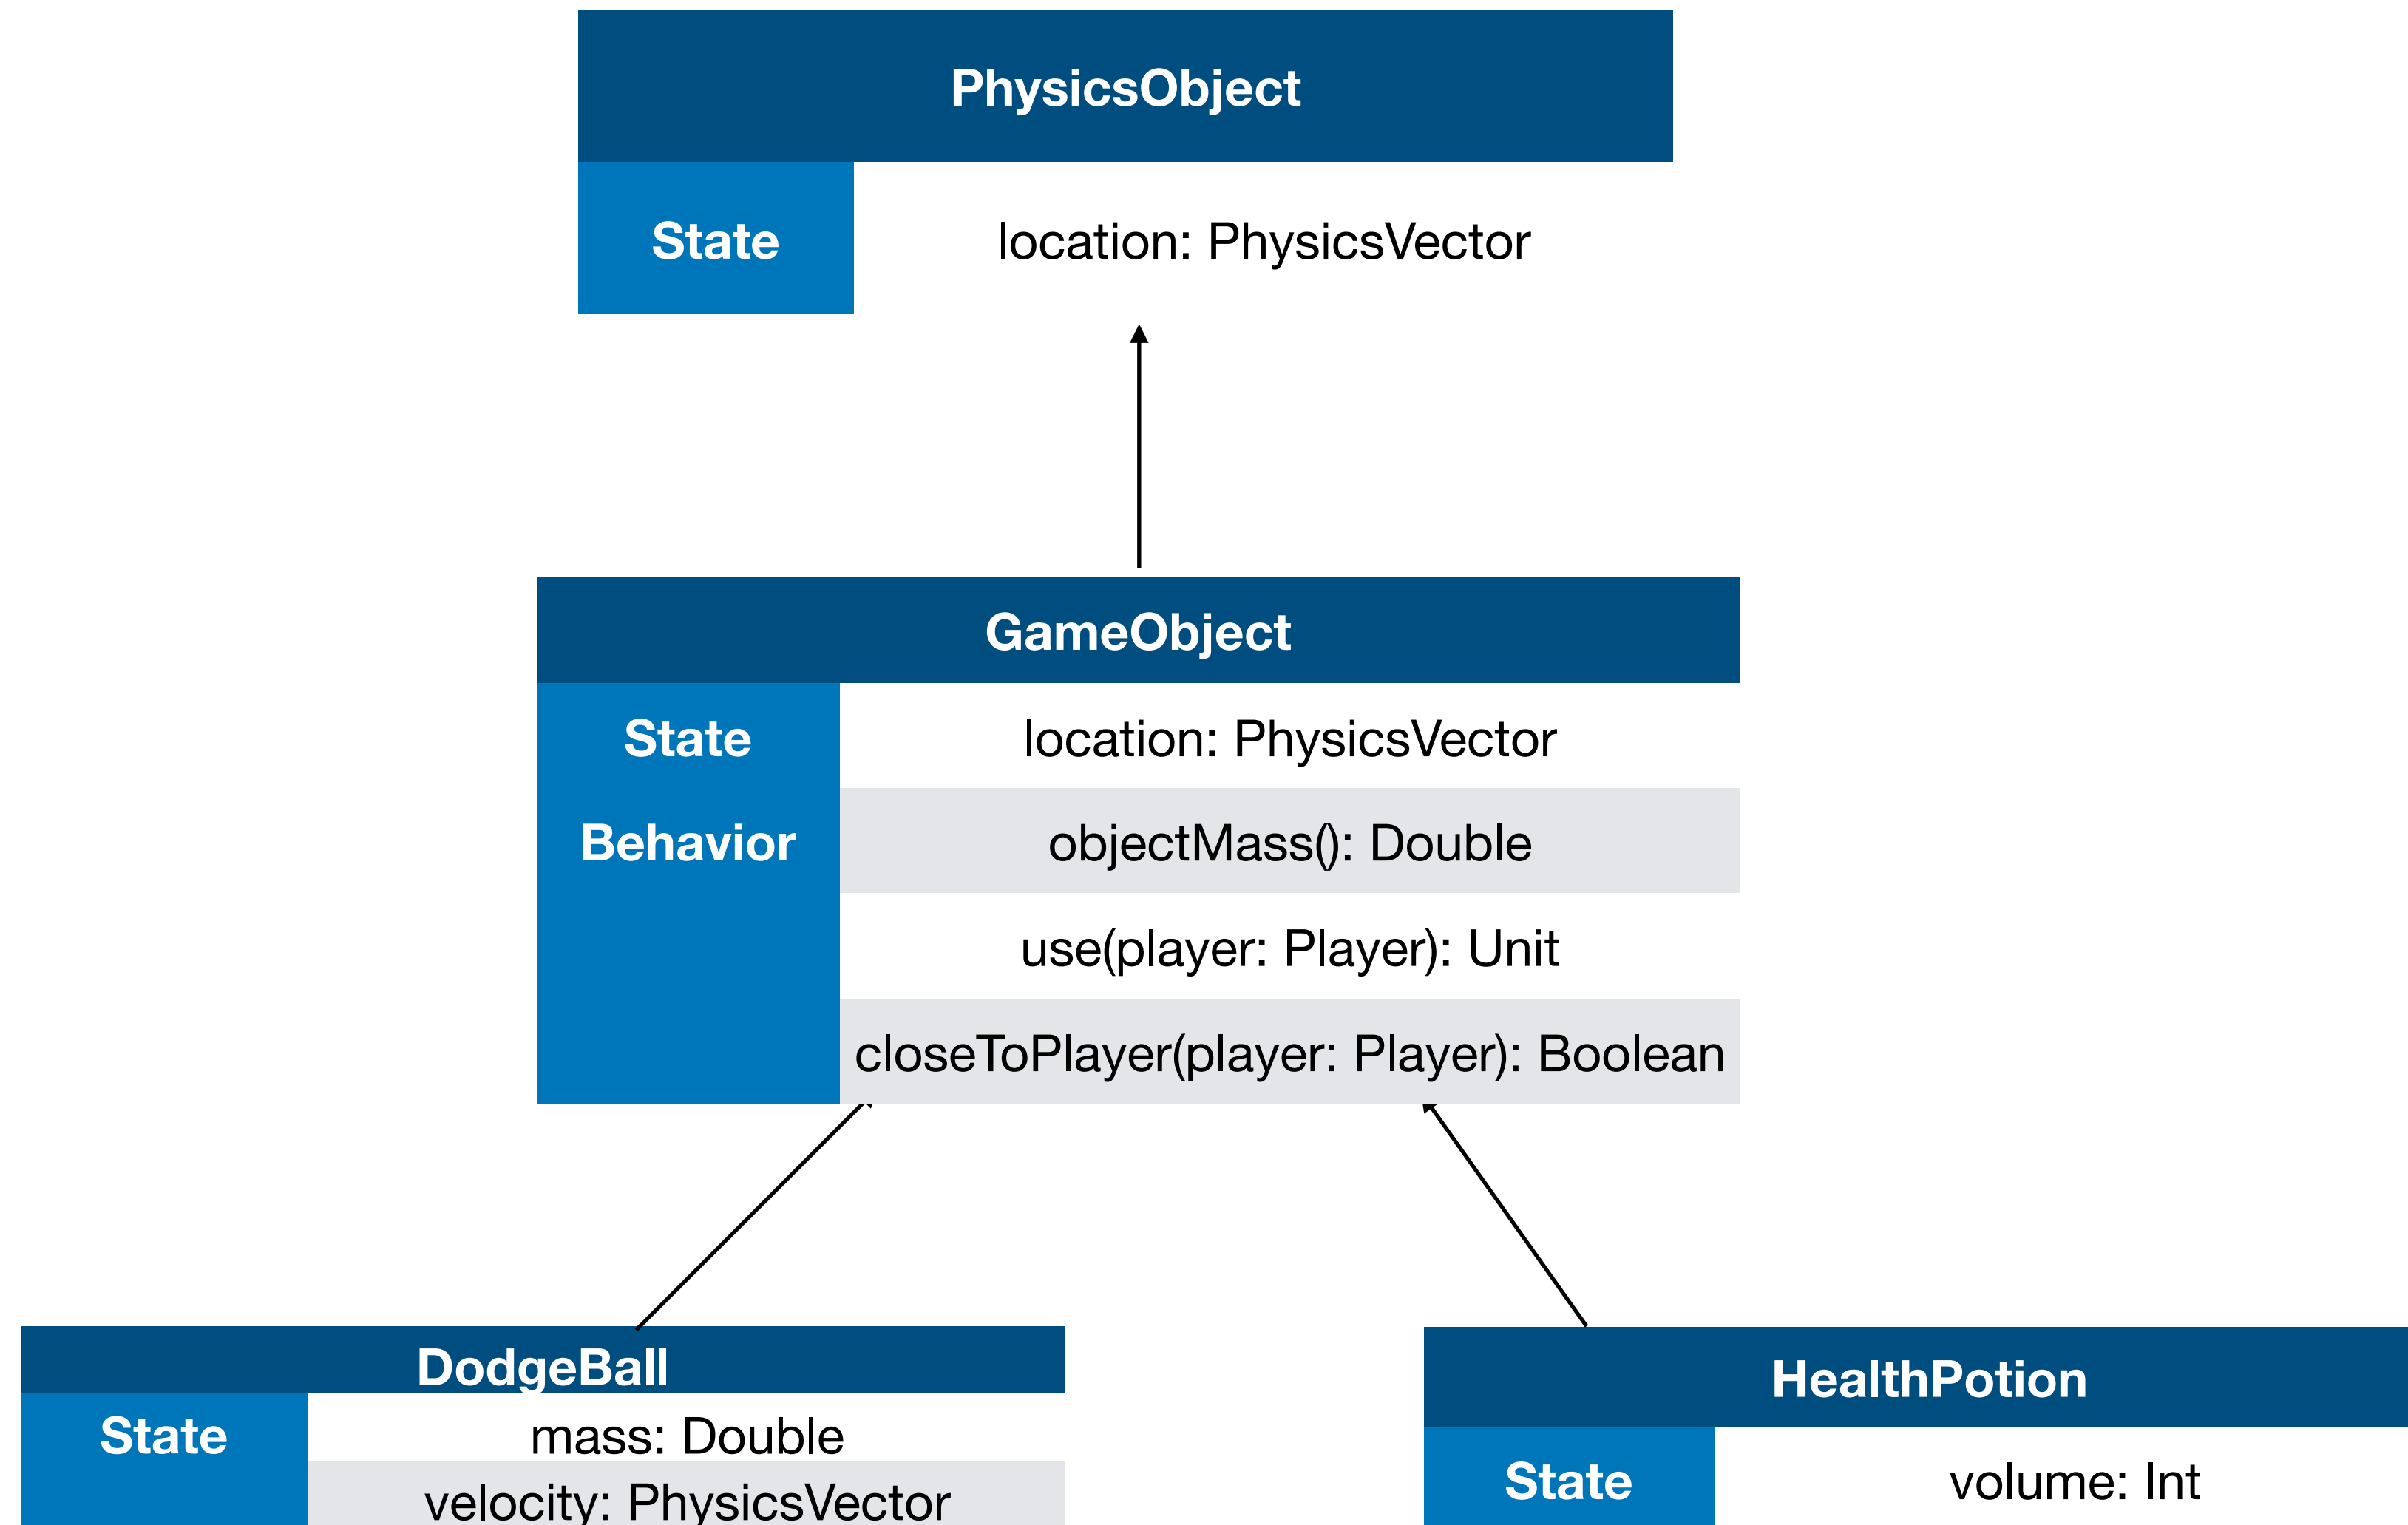 PhysicsObject
State location: PhysicsVector
GameObject
State location: PhysicsVector
Behavior objectMass(): Double
use(player: Player): Unit
closeToPlayer(player: Player): Boolean
DodgeBall
State mass: Double
velocity: PhysicsVector
HealthPotion
State volume: Int